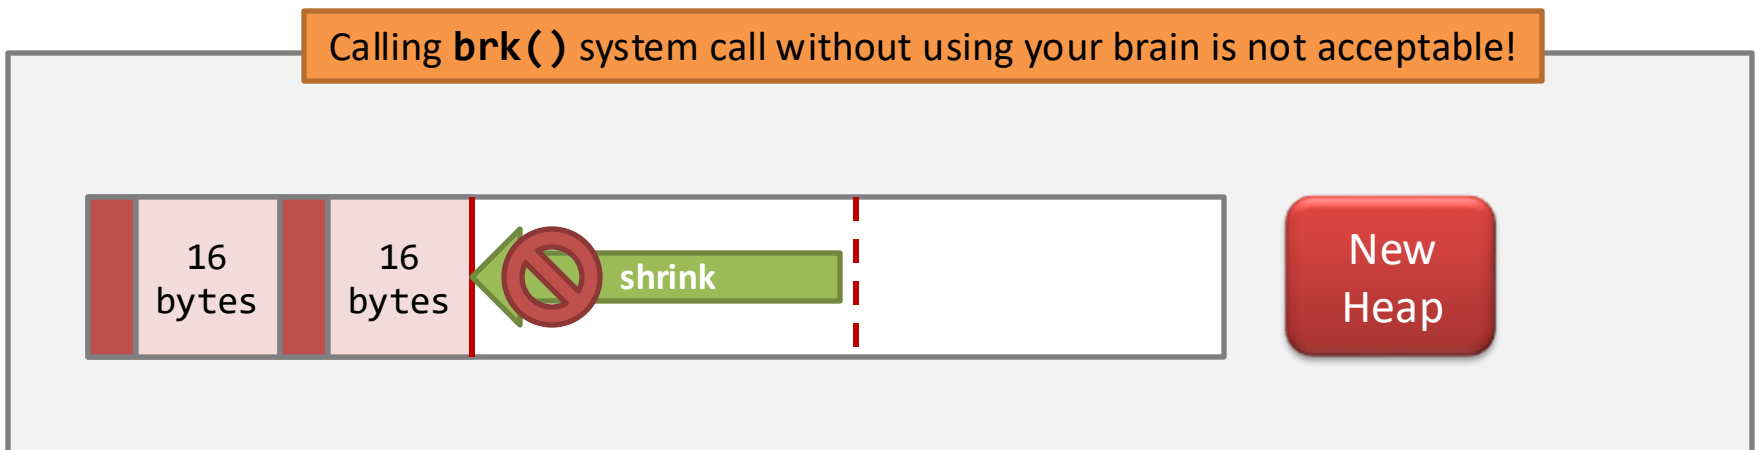 Calling brk() system call without using your brain is not acceptable!
16
bytes
16
bytes
shrink
New
Heap